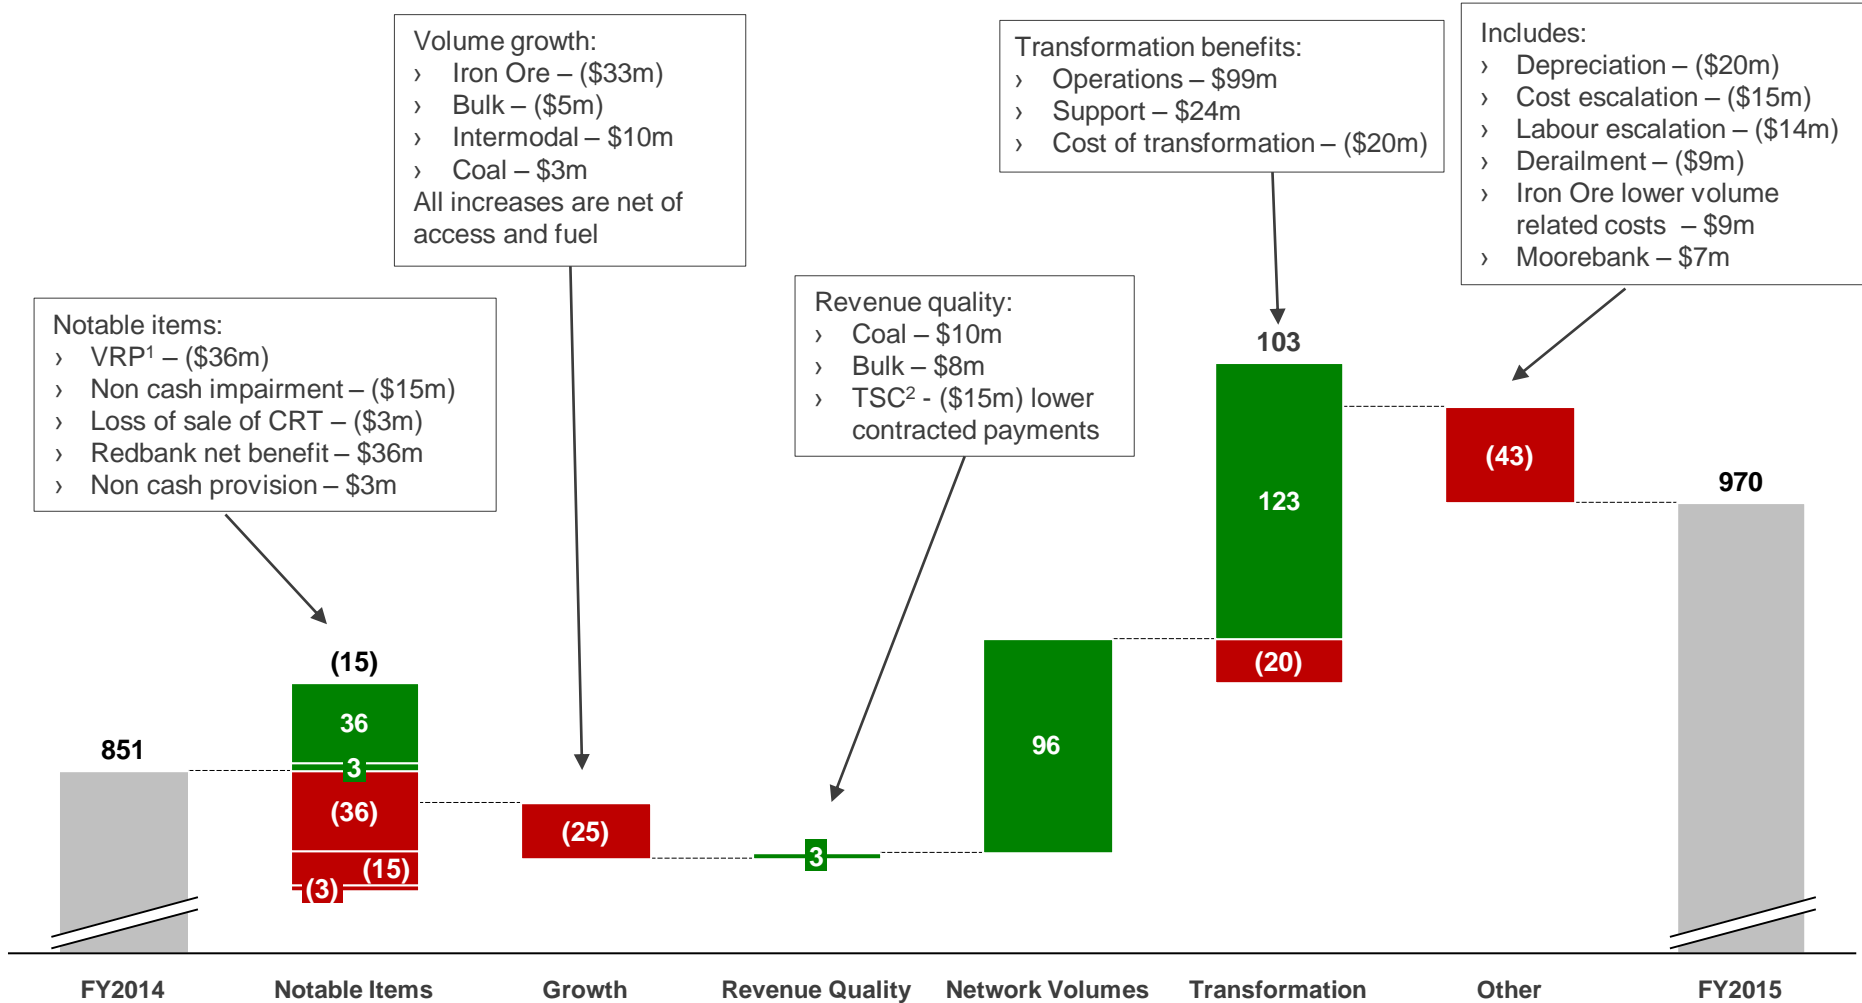 Volume growth:
› Iron Ore – ($33m)
› Bulk – ($5m)
› Intermodal – $10m
› Coal – $3m
All increases are net of
access and fuel
Transformation benefits:
› Operations – $99m
› Support – $24m
› Cost of transformation – ($20m)
Includes:
› Depreciation – ($20m)
› Cost escalation – ($15m)
› Labour escalation – ($14m)
› Derailment – ($9m)
› Iron Ore lower volume
related costs – $9m
› Moorebank – $7m
Notable items:
› VRP¹ – ($36m)
› Non cash impairment – ($15m)
› Loss of sale of CRT – ($3m)
› Redbank net benefit – $36m
› Non cash provision – $3m
Revenue quality:
› Coal – $10m
› Bulk – $8m
› TSC² - ($15m) lower
contracted payments
851
(15)
36
3
(36)
(15)
(3)
(25)
3
96
103
123
(20)
(43)
970
FY2014
Notable Items
Growth
Revenue Quality
Network Volumes
Transformation
Other
FY2015